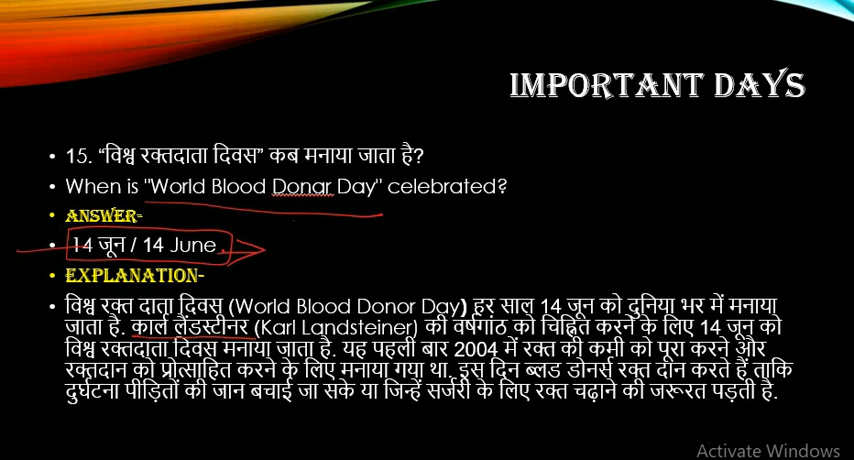 IMPORTANT DAYS
• 15. “विश्व रक्तदाता दिवस” कब मनाया जाता है?
• When is "World Blood Donar Day" celebrated?
• ANSWER-
• 14 जून / 14 June
• EXPLANATION-
• विश्व रक्त दाता दिवस (World Blood Donor Day) हर साल 14 जून को दुनिया भर में मनाया
जाता है. कार्ल लैंडस्टीनर (Karl Landsteiner) की वर्षगांठ को चिह्नित करने के लिए 14 जून को
विश्व रक्तदाता दिवस मनाया जाता है. यह पहली बार 2004 में रक्त की कमी को पूरा करने और
रक्तदान को प्रोत्साहित करने के लिए मनाया गया था. इस दिन ब्लड डोनर्स रक्त दान करते हैं ताकि
दुर्घटना पीड़ितों की जान बचाई जा सके या जिन्हें सर्जरी के लिए रक्त चढ़ाने की जरूरत पड़ती है.
Activate Windows